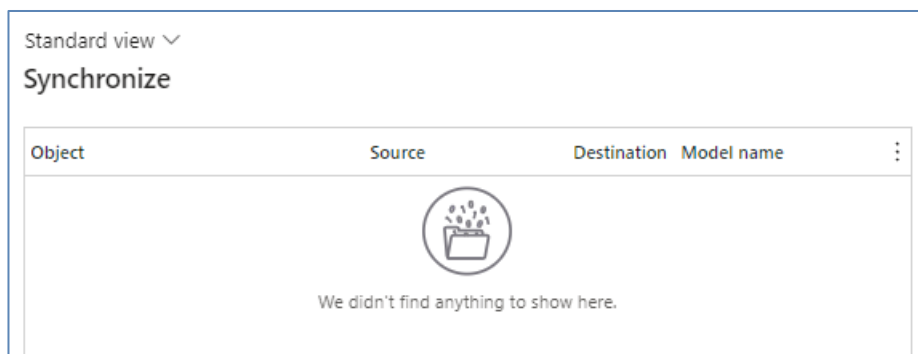 Standard view
Synchronize
Object Source Destination Model name
We didn't find anything to show here.